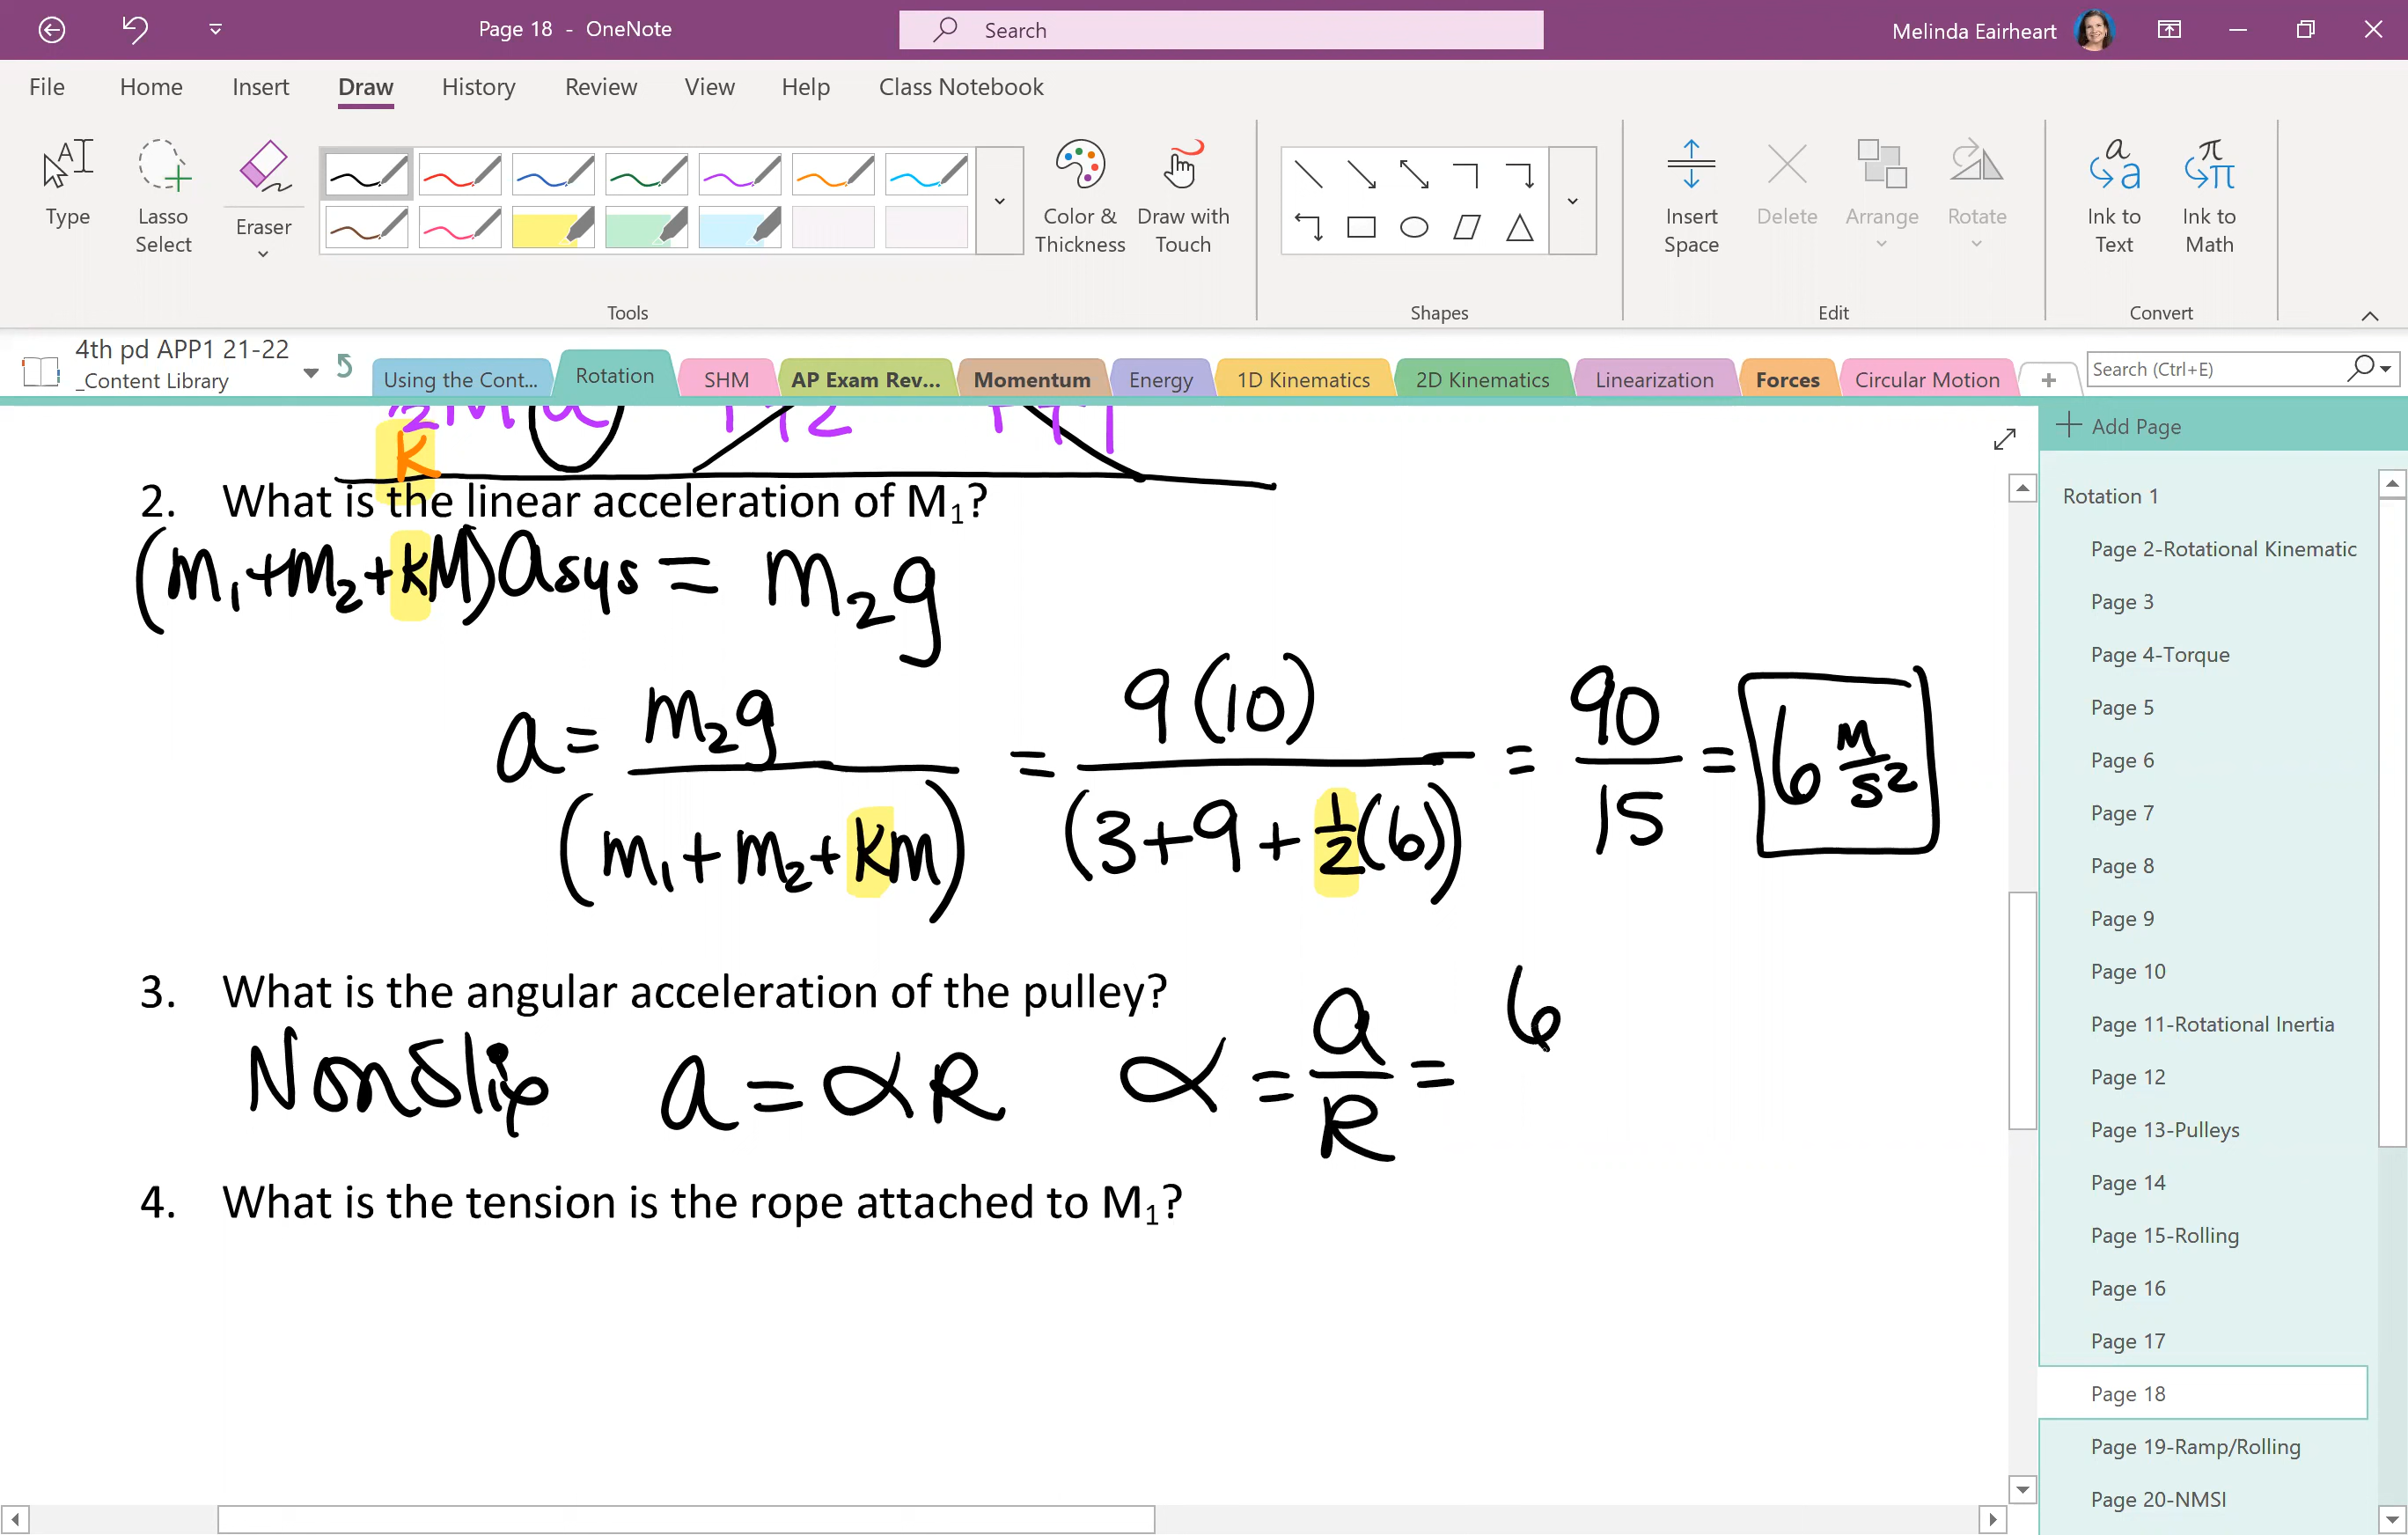 Page 18 - OneNote
Search
Melinda Eairheart
File Home Insert Draw History Review View Help Class Notebook
Type
Lasso Select
Eraser
Color & Thickness
Draw with Touch
Insert Space
Delete
Arrange
Rotate
Ink to Text
Ink to Math
Tools
Shapes
Edit
Convert
4th pd APP1 21-22
_Content Library
Using the Cont... Rotation SHM AP Exam Rev... Momentum Energy 1D Kinematics 2D Kinematics Linearization Forces Circular Motion
Search (Ctrl+E)
K
2. What is the linear acceleration of M₁?
(m₁+m₂+kM)asys = m₂g
a = m₂g / (m₁+m₂+km) = 9(10) / (3+9+½(6)) = 90/15 = 6 m/s²
3. What is the angular acceleration of the pulley?
Nonslip a = αR α = a/R = 6
4. What is the tension is the rope attached to M₁?
Add Page
Rotation 1
Page 2-Rotational Kinematic
Page 3
Page 4-Torque
Page 5
Page 6
Page 7
Page 8
Page 9
Page 10
Page 11-Rotational Inertia
Page 12
Page 13-Pulleys
Page 14
Page 15-Rolling
Page 16
Page 17
Page 18
Page 19-Ramp/Rolling
Page 20-NMSI